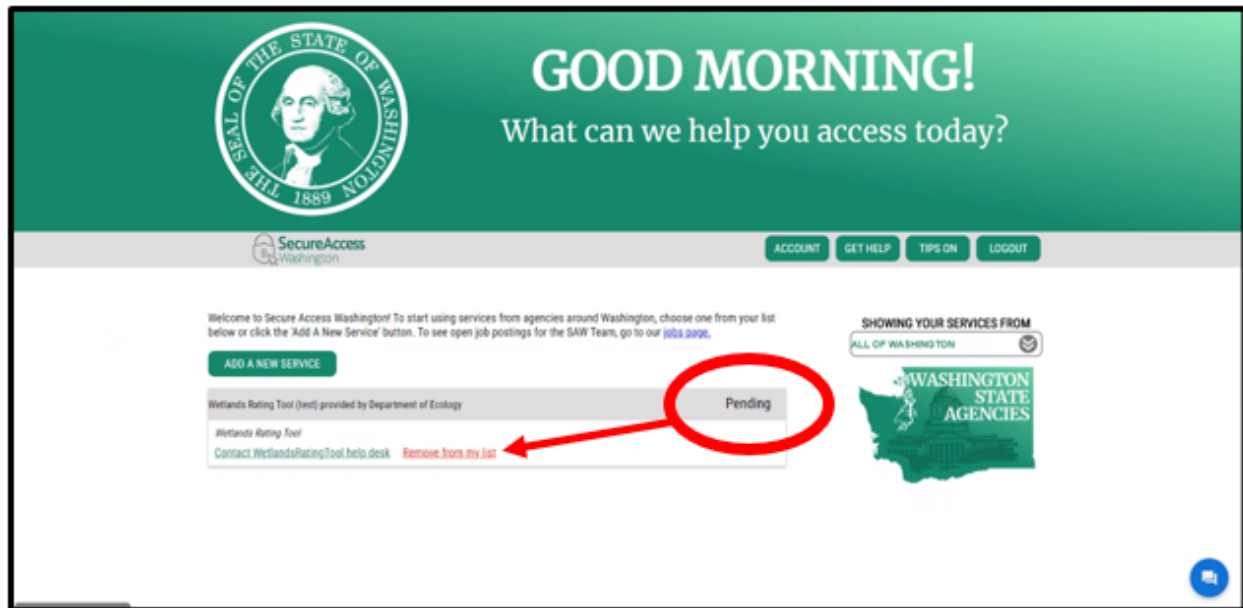 THE SEAL OF THE STATE OF WASHINGTON
1889
GOOD MORNING!
What can we help you access today?
SecureAccess
Washington
ACCOUNT
GET HELP
TIPS ON
LOGOUT
Welcome to Secure Access Washington! To start using services from agencies around Washington, choose one from your list
below or click the 'Add A New Service' button. To see open job postings for the SAW Team, go to our jobs page.
ADD A NEW SERVICE
SHOWING YOUR SERVICES FROM
ALL OF WASHINGTON
WASHINGTON
STATE
AGENCIES
Wetlands Rating Tool (test) provided by Department of Ecology
Pending
Wetlands Rating Tool
Contact WetlandsRatingTool help desk
Remove from my list